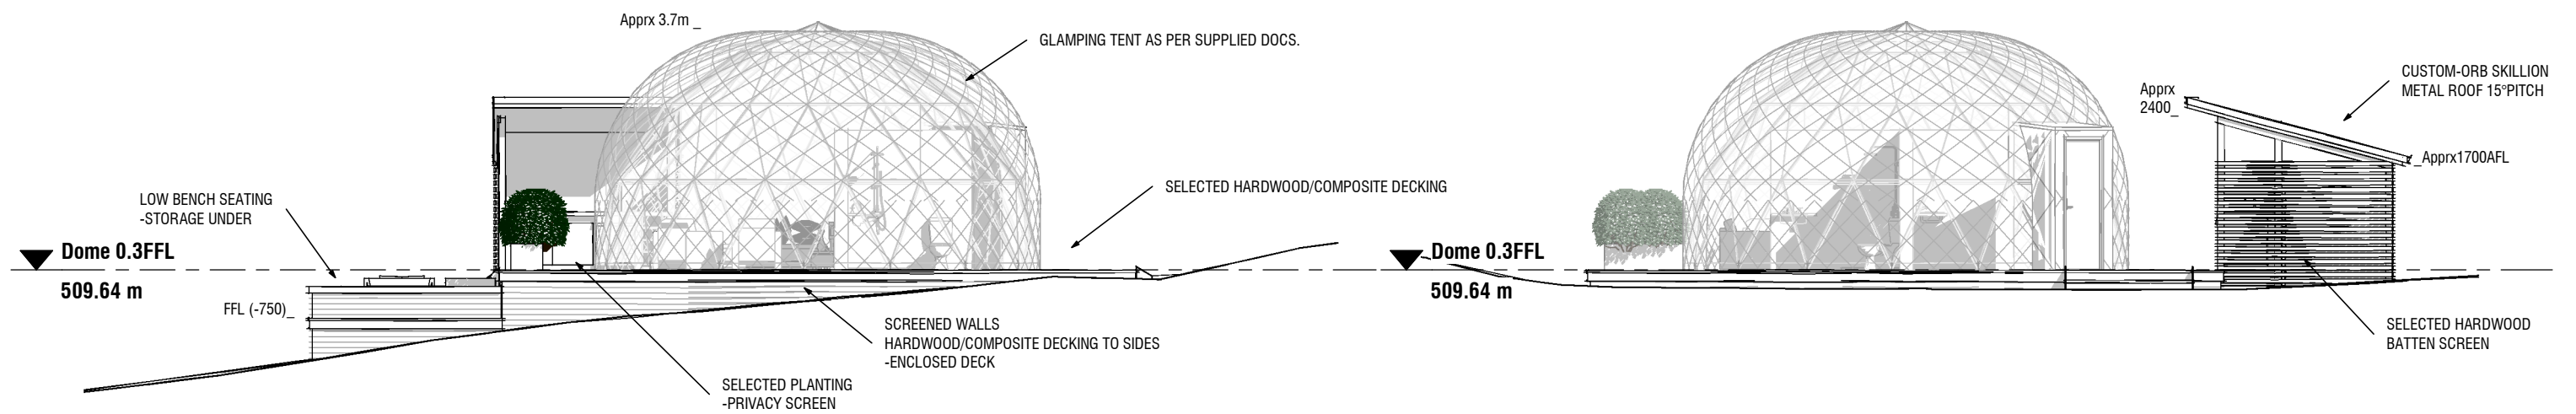 Apprx 3.7m _
GLAMPING TENT AS PER SUPPLIED DOCS.
LOW BENCH SEATING
-STORAGE UNDER
SELECTED HARDWOOD/COMPOSITE DECKING
Dome 0.3FFL
509.64 m
FFL (-750)_
SCREENED WALLS
HARDWOOD/COMPOSITE DECKING TO SIDES
-ENCLOSED DECK
SELECTED PLANTING
-PRIVACY SCREEN
CUSTOM-ORB SKILLION
METAL ROOF 15°PITCH
Apprx
2400_
_Apprx1700AFL
Dome 0.3FFL
509.64 m
SELECTED HARDWOOD
BATTEN SCREEN